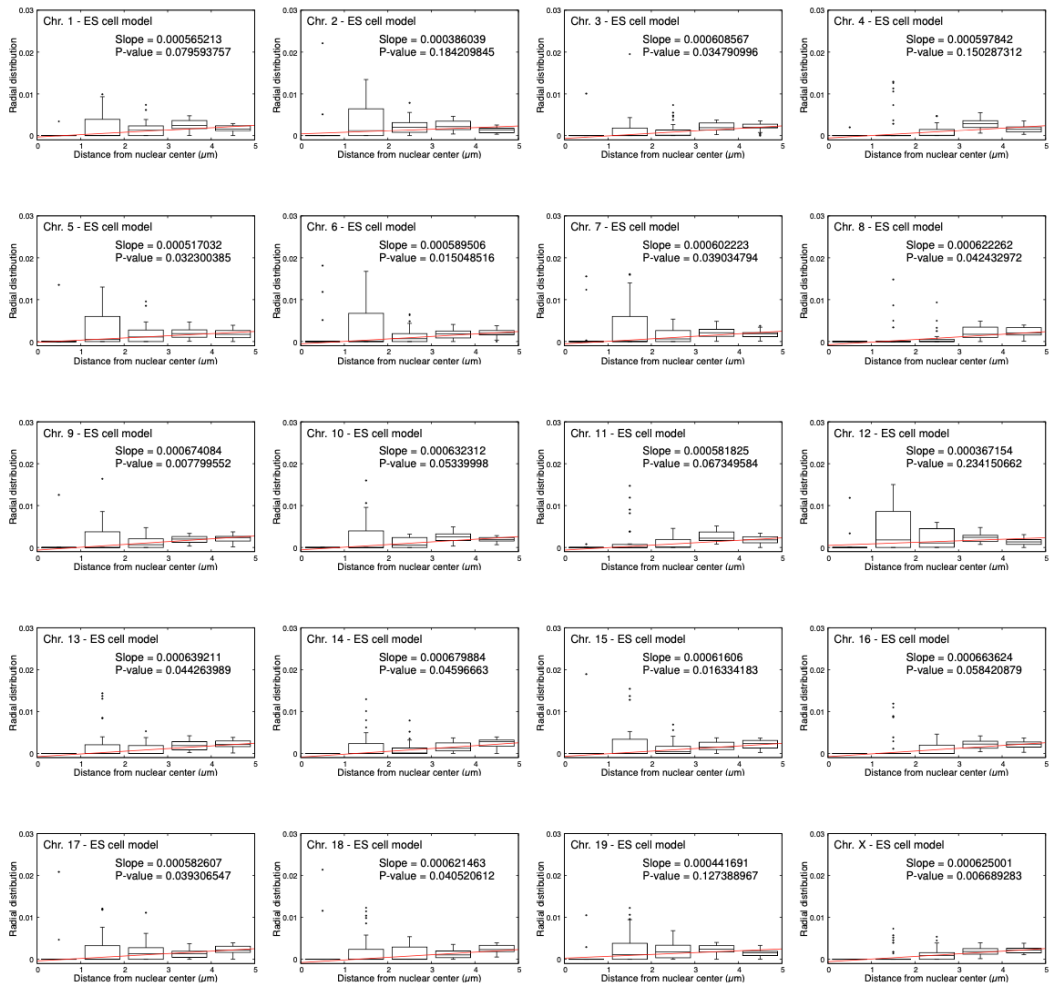 Chr. 1 - ES cell model
Slope = 0.000565213
P-value = 0.079593757
Radial distribution
0.03
0.02
0.01
0
0 1 2 3 4 5
Distance from nuclear center (µm)
Chr. 2 - ES cell model
Slope = 0.000386039
P-value = 0.184209845
Radial distribution
0.03
0.02
0.01
0
0 1 2 3 4 5
Distance from nuclear center (µm)
Chr. 3 - ES cell model
Slope = 0.000608567
P-value = 0.034790996
Radial distribution
0.03
0.02
0.01
0
0 1 2 3 4 5
Distance from nuclear center (µm)
Chr. 4 - ES cell model
Slope = 0.000597842
P-value = 0.150287312
Radial distribution
0.03
0.02
0.01
0
0 1 2 3 4 5
Distance from nuclear center (µm)
Chr. 5 - ES cell model
Slope = 0.000517032
P-value = 0.032300385
Radial distribution
0.03
0.02
0.01
0
0 1 2 3 4 5
Distance from nuclear center (µm)
Chr. 6 - ES cell model
Slope = 0.000589506
P-value = 0.015048516
Radial distribution
0.03
0.02
0.01
0
0 1 2 3 4 5
Distance from nuclear center (µm)
Chr. 7 - ES cell model
Slope = 0.000602223
P-value = 0.039034794
Radial distribution
0.03
0.02
0.01
0
0 1 2 3 4 5
Distance from nuclear center (µm)
Chr. 8 - ES cell model
Slope = 0.000622262
P-value = 0.042432972
Radial distribution
0.03
0.02
0.01
0
0 1 2 3 4 5
Distance from nuclear center (µm)
Chr. 9 - ES cell model
Slope = 0.000674084
P-value = 0.007799552
Radial distribution
0.03
0.02
0.01
0
0 1 2 3 4 5
Distance from nuclear center (µm)
Chr. 10 - ES cell model
Slope = 0.000632312
P-value = 0.05339998
Radial distribution
0.03
0.02
0.01
0
0 1 2 3 4 5
Distance from nuclear center (µm)
Chr. 11 - ES cell model
Slope = 0.000581825
P-value = 0.067349584
Radial distribution
0.03
0.02
0.01
0
0 1 2 3 4 5
Distance from nuclear center (µm)
Chr. 12 - ES cell model
Slope = 0.000367154
P-value = 0.234150662
Radial distribution
0.03
0.02
0.01
0
0 1 2 3 4 5
Distance from nuclear center (µm)
Chr. 13 - ES cell model
Slope = 0.000639211
P-value = 0.044263989
Radial distribution
0.03
0.02
0.01
0
0 1 2 3 4 5
Distance from nuclear center (µm)
Chr. 14 - ES cell model
Slope = 0.000679884
P-value = 0.04596663
Radial distribution
0.03
0.02
0.01
0
0 1 2 3 4 5
Distance from nuclear center (µm)
Chr. 15 - ES cell model
Slope = 0.00061606
P-value = 0.016334183
Radial distribution
0.03
0.02
0.01
0
0 1 2 3 4 5
Distance from nuclear center (µm)
Chr. 16 - ES cell model
Slope = 0.000663624
P-value = 0.058420879
Radial distribution
0.03
0.02
0.01
0
0 1 2 3 4 5
Distance from nuclear center (µm)
Chr. 17 - ES cell model
Slope = 0.000582607
P-value = 0.039306547
Radial distribution
0.03
0.02
0.01
0
0 1 2 3 4 5
Distance from nuclear center (µm)
Chr. 18 - ES cell model
Slope = 0.000621463
P-value = 0.040520612
Radial distribution
0.03
0.02
0.01
0
0 1 2 3 4 5
Distance from nuclear center (µm)
Chr. 19 - ES cell model
Slope = 0.000441691
P-value = 0.127388967
Radial distribution
0.03
0.02
0.01
0
0 1 2 3 4 5
Distance from nuclear center (µm)
Chr. X - ES cell model
Slope = 0.000625001
P-value = 0.006689283
Radial distribution
0.03
0.02
0.01
0
0 1 2 3 4 5
Distance from nuclear center (µm)